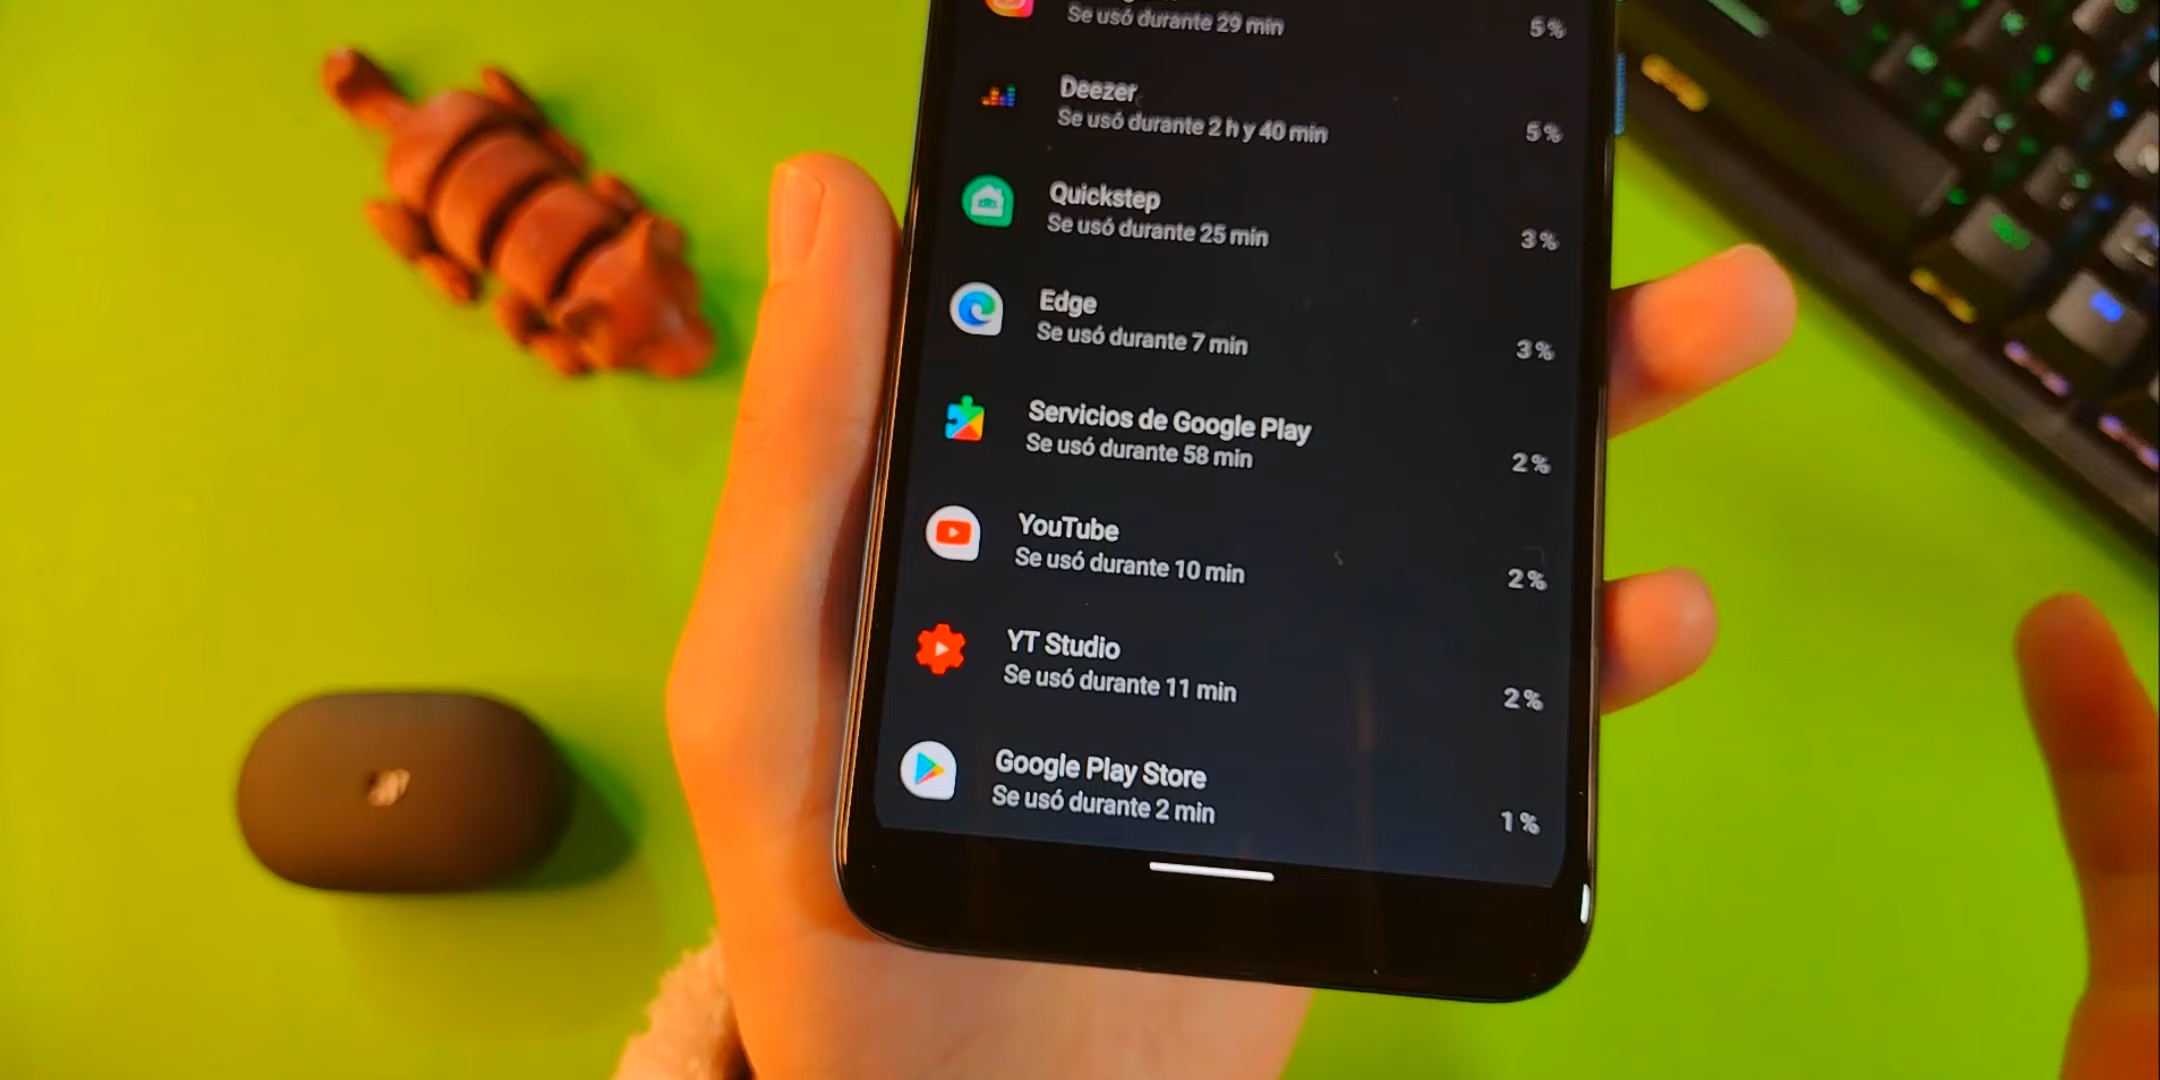 Se usó durante 29 min
5 %
Deezer
Se usó durante 2 h y 40 min
5 %
Quickstep
Se usó durante 25 min
3 %
Edge
Se usó durante 7 min
3 %
Servicios de Google Play
Se usó durante 58 min
2 %
YouTube
Se usó durante 10 min
2 %
YT Studio
Se usó durante 11 min
2 %
Google Play Store
Se usó durante 2 min
1 %